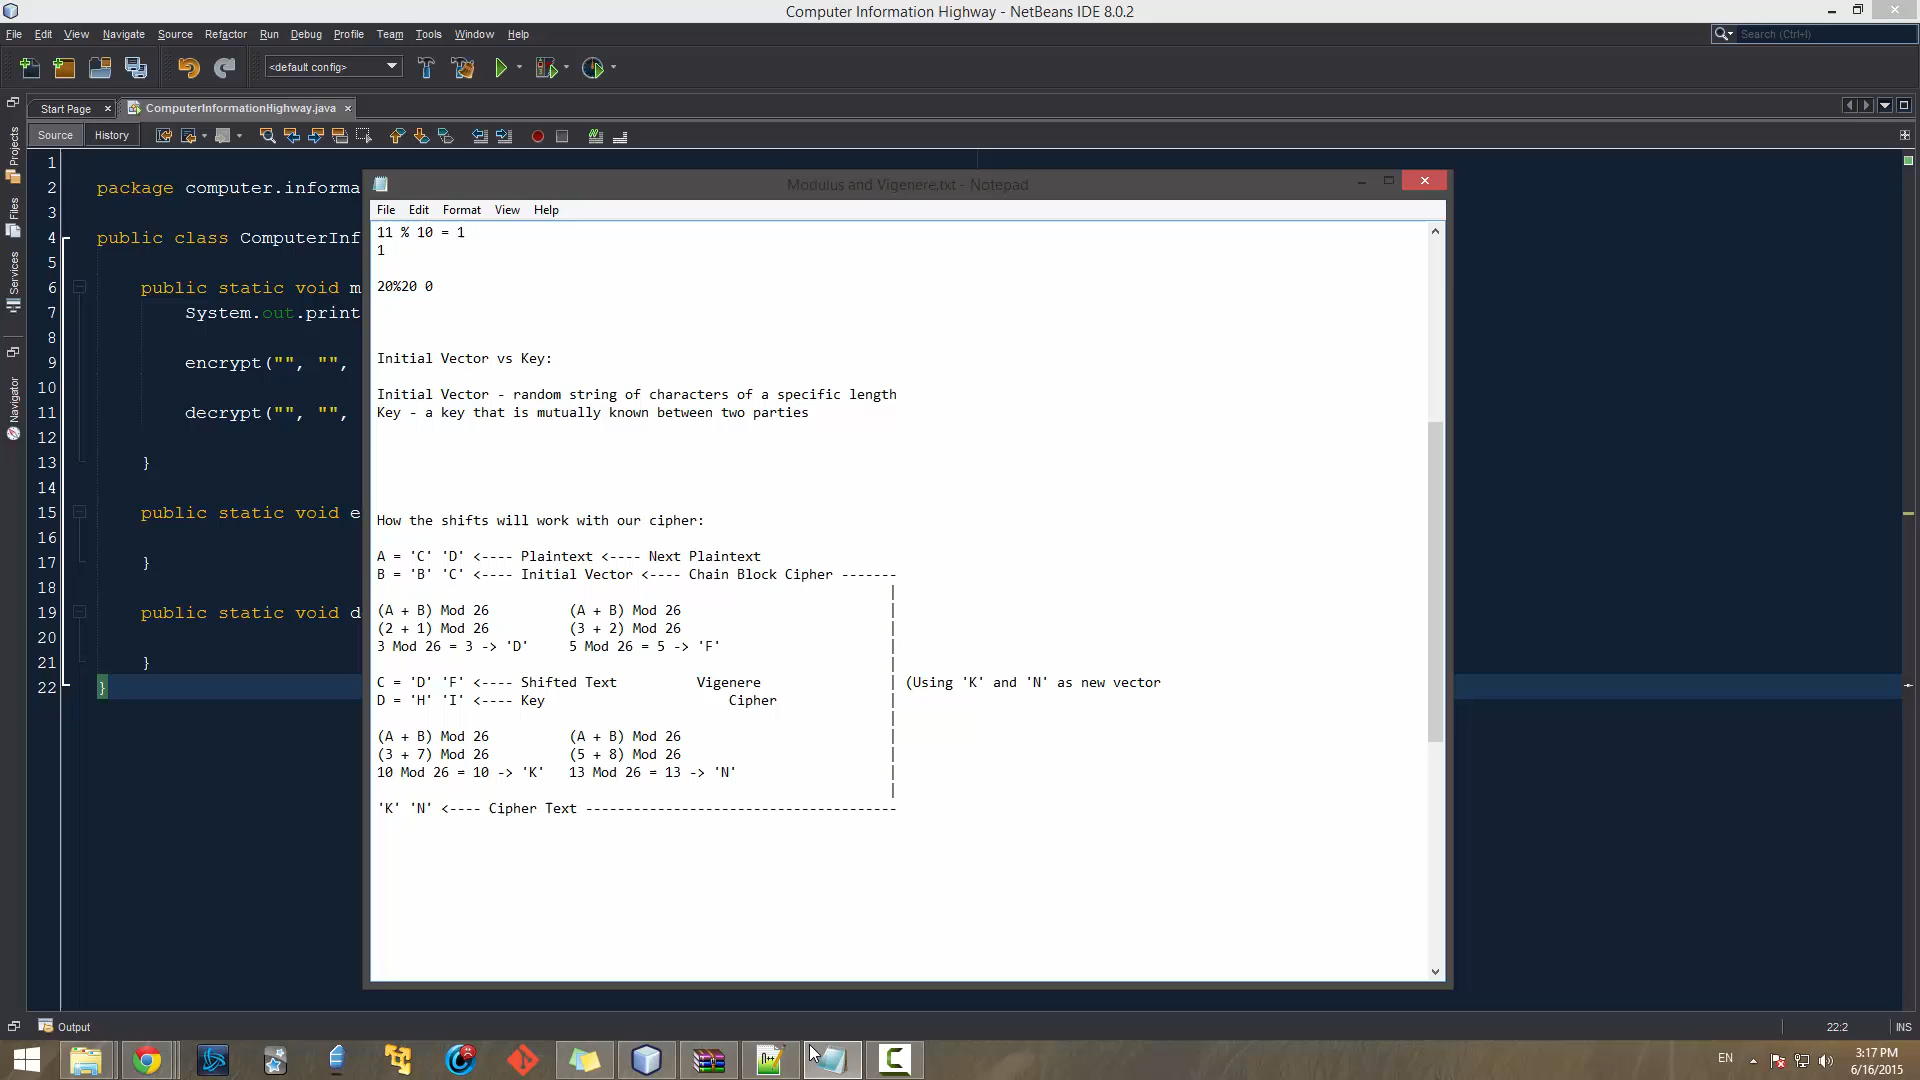 Computer Information Highway - NetBeans IDE 8.0.2
File Edit View Navigate Source Refactor Run Debug Profile Team Tools Window Help
Search (Ctrl+I)
<default config>
Start Page
ComputerInformationHighway.java
Source History
Projects
Files
Services
Navigator
1
2 package computer.informa
3
4 public class ComputerInf
5
6 public static void m
7 System.out.print
8
9 encrypt("", "",
10
11 decrypt("", "",
12
13 }
14
15 public static void e
16
17 }
18
19 public static void d
20
21 }
22 }
Modulus and Vigenere.txt - Notepad
File Edit Format View Help
11 % 10 = 1
1
20%20 0
Initial Vector vs Key:
Initial Vector - random string of characters of a specific length
Key - a key that is mutually known between two parties
How the shifts will work with our cipher:
A = 'C' 'D' <---- Plaintext <---- Next Plaintext
B = 'B' 'C' <---- Initial Vector <---- Chain Block Cipher -------
|
(A + B) Mod 26 (A + B) Mod 26 |
(2 + 1) Mod 26 (3 + 2) Mod 26 |
3 Mod 26 = 3 -> 'D' 5 Mod 26 = 5 -> 'F' |
|
C = 'D' 'F' <---- Shifted Text Vigenere | (Using 'K' and 'N' as new vector
D = 'H' 'I' <---- Key Cipher |
|
(A + B) Mod 26 (A + B) Mod 26 |
(3 + 7) Mod 26 (5 + 8) Mod 26 |
10 Mod 26 = 10 -> 'K' 13 Mod 26 = 13 -> 'N' |
|
'K' 'N' <---- Cipher Text ---------------------------------------
Output
22:2 INS
EN
3:17 PM
6/16/2015